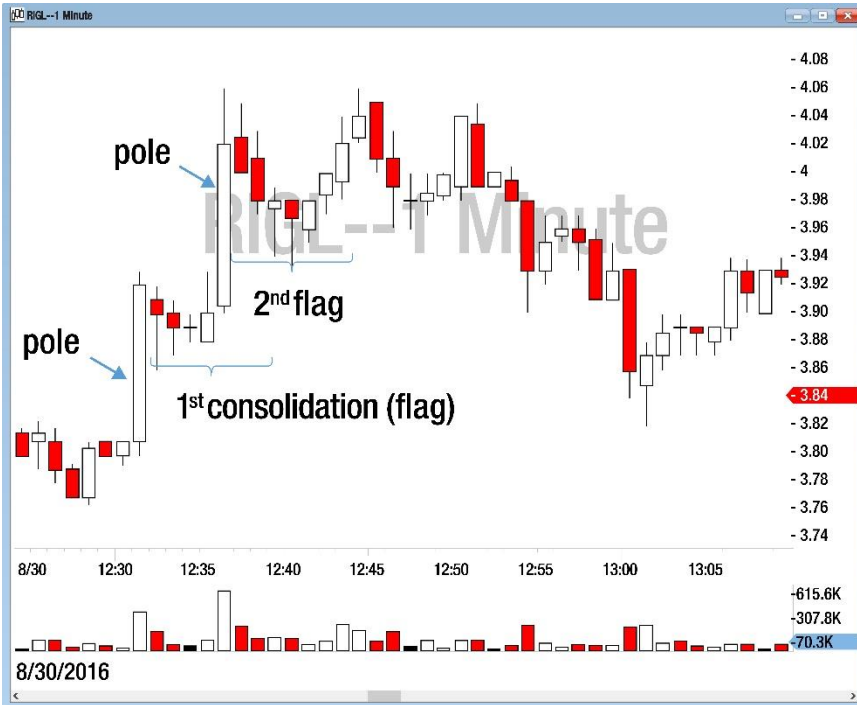 RIGL--1 Minute
RIGL--1 Minute
pole
pole
2nd flag
1st consolidation (flag)
4.08
4.06
4.04
4.02
4
3.98
3.96
3.94
3.92
3.90
3.88
3.86
3.84
3.82
3.80
3.78
3.76
3.74
8/30 12:30 12:35 12:40 12:45 12:50 12:55 13:00 13:05
615.6K
307.8K
70.3K
8/30/2016